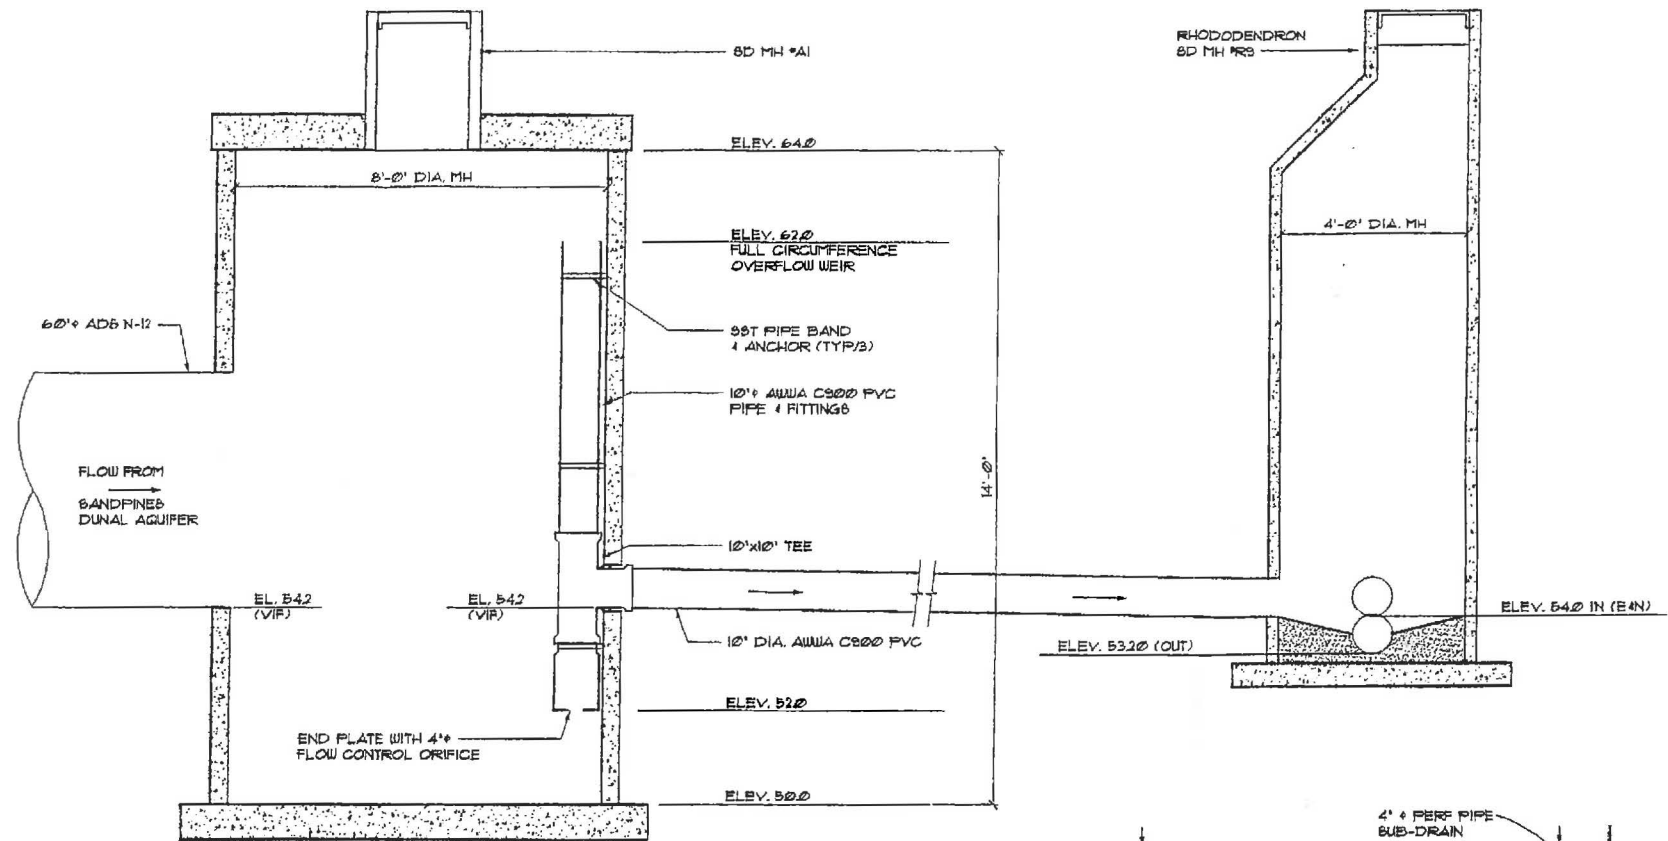 SD MH #A1
RHODODENDRON
SD MH #R9
ELEV. 64.0
8'-0" DIA. MH
4'-0" DIA. MH
ELEV. 62.0
FULL CIRCUMFERENCE
OVERFLOW WEIR
60"ϕ ADS N-12
SST PIPE BAND
& ANCHOR (TYP/3)
10"ϕ AWWA C900 PVC
PIPE & FITTINGS
FLOW FROM
SANDPINES
DUNAL AQUIFER
14'-0"
10"x10" TEE
EL. 54.2
(VIF)
EL. 54.2
(VIF)
ELEV. 54.0 IN (E&N)
10" DIA. AWWA C900 PVC
ELEV. 53.20 (OUT)
ELEV. 52.0
END PLATE WITH 4"ϕ
FLOW CONTROL ORIFICE
ELEV. 50.0
4" ϕ PERF PIPE
SUB-DRAIN